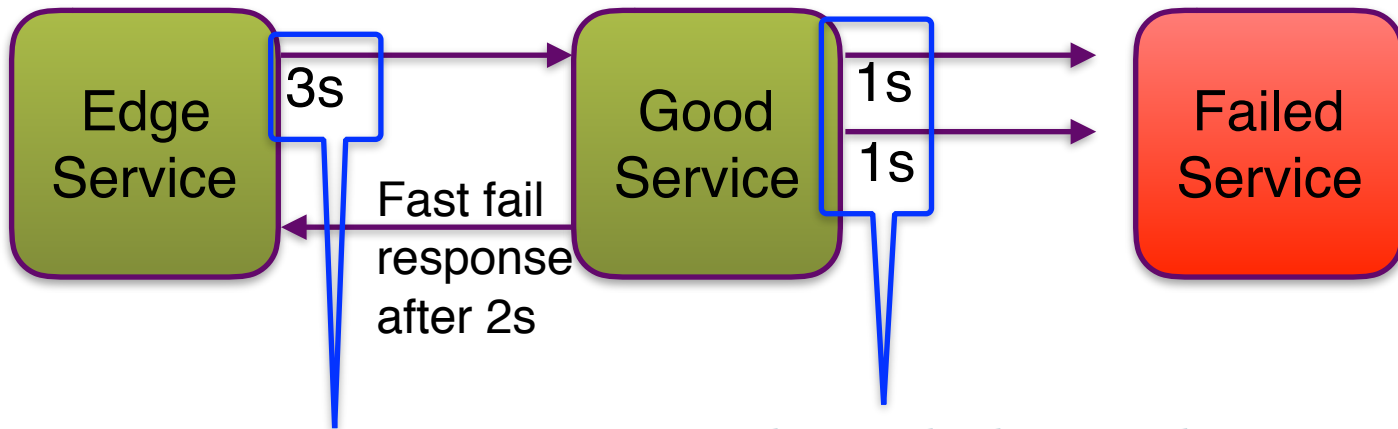 Edge
Service
3s
Fast fail
response
after 2s
Good
Service
1s
1s
Failed
Service